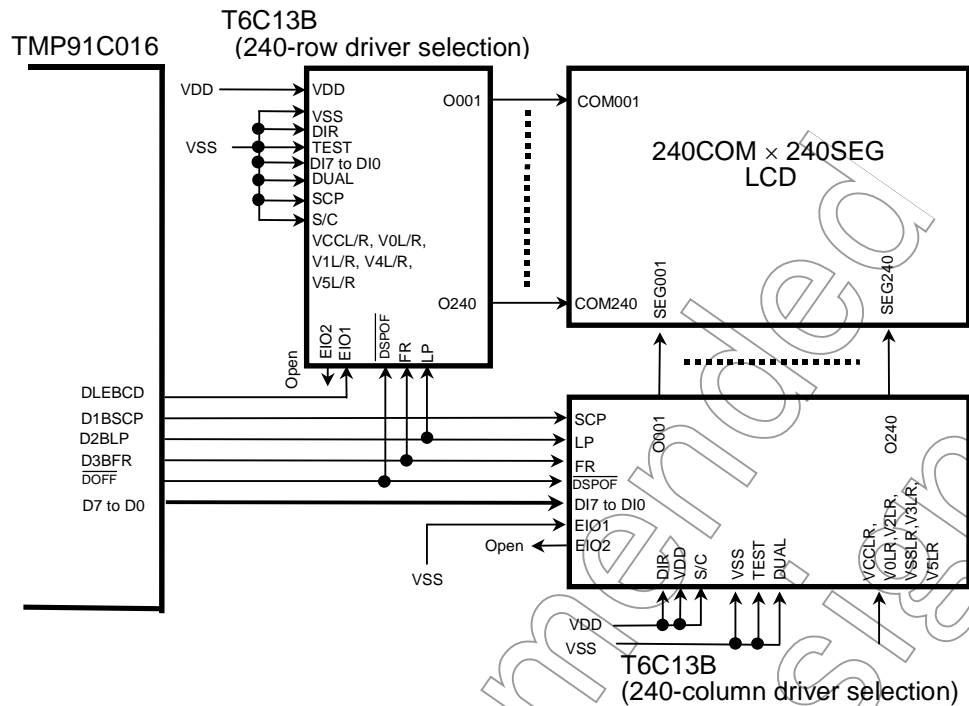 T6C13B
(240-row driver selection)
TMP91C016
VDD
VDD
VSS
DIR
VSS
TEST
DI7 to DI0
DUAL
SCP
S/C
VCCL/R, V0L/R,
V1L/R, V4L/R,
V5L/R
O001
O240
EIO2
EIO1
DSPOF
FR
LP
Open
COM001
240COM × 240SEG
LCD
COM240
SEG001
SEG240
DLEBCD
D1BSCP
D2BLP
D3BFR
DOFF
D7 to D0
SCP
LP
FR
DSPOF
DI7 to DI0
EIO1
EIO2
Open
VSS
O001
O240
DIR
VDD
S/C
VSS
TEST
DUAL
VCCLR,
V0LR,V2LR,
VSSLR,V3LR,
V5LR
VDD
VSS
T6C13B
(240-column driver selection)
mended
sign